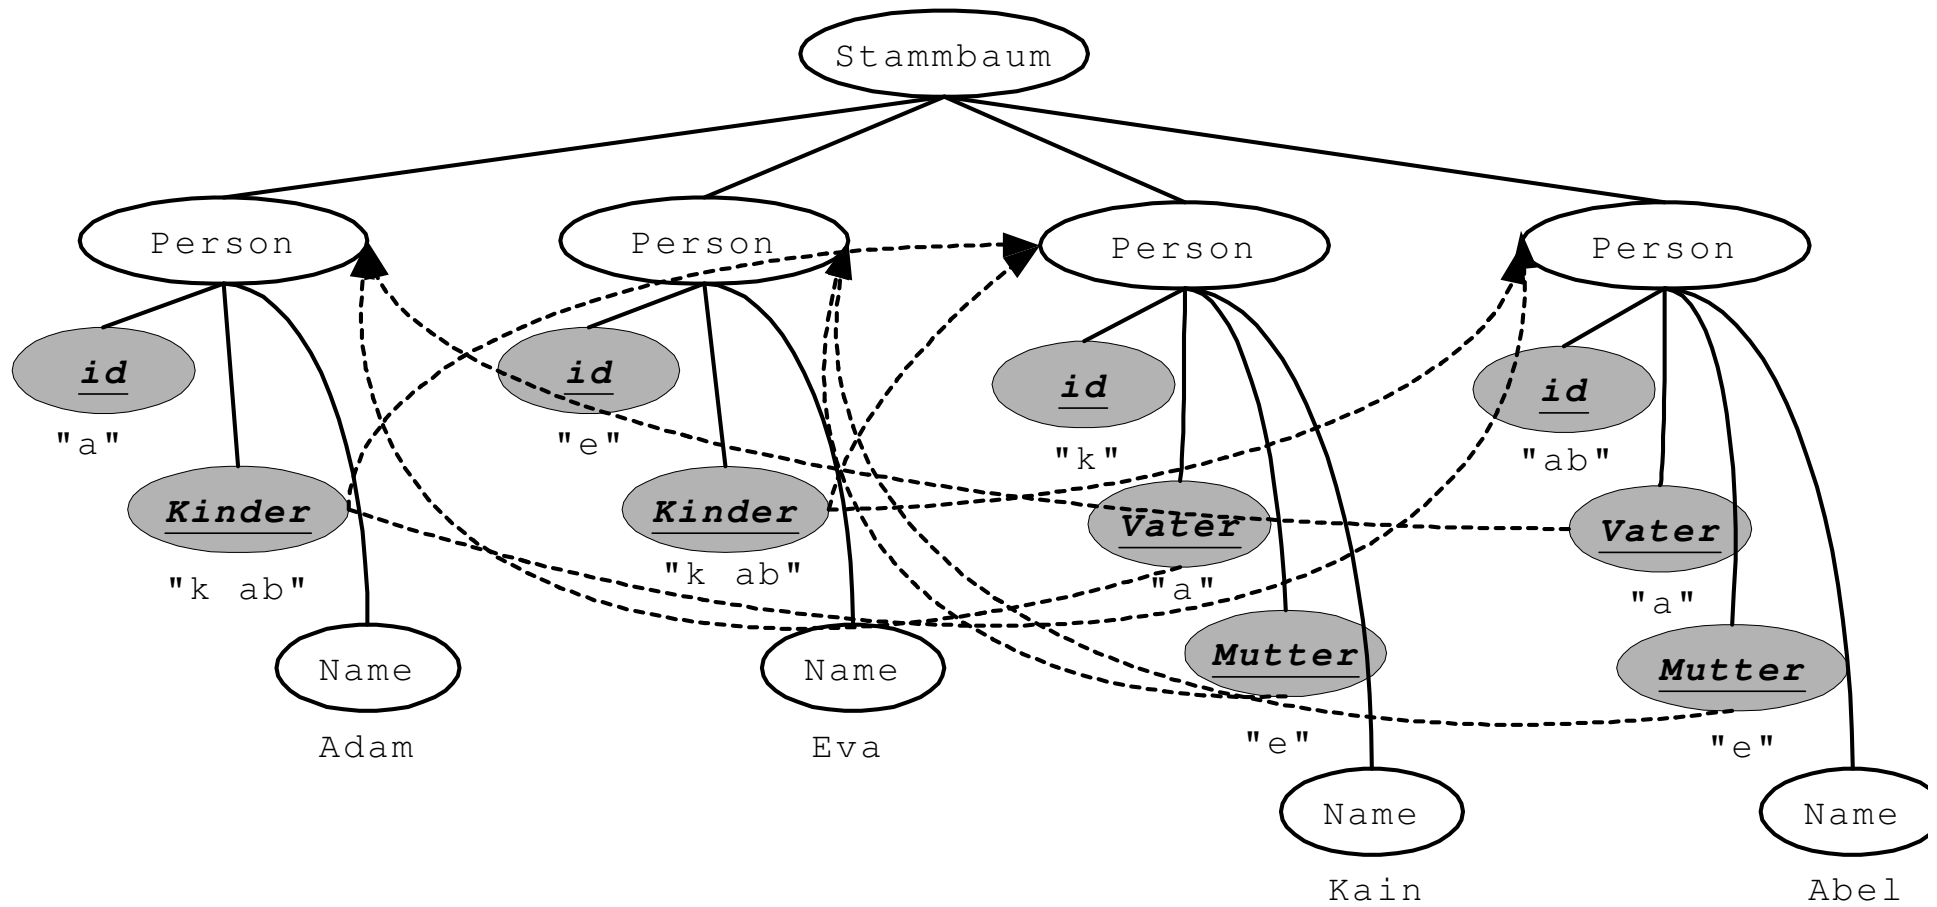 Stammbaum
Person Person Person Person
id id id id
"a" "e" "k" "ab"
Kinder Kinder Vater Vater
"k ab" "k ab" "a" "a"
Name Name Mutter Mutter
Adam Eva "e" "e"
Name Name
Kain Abel